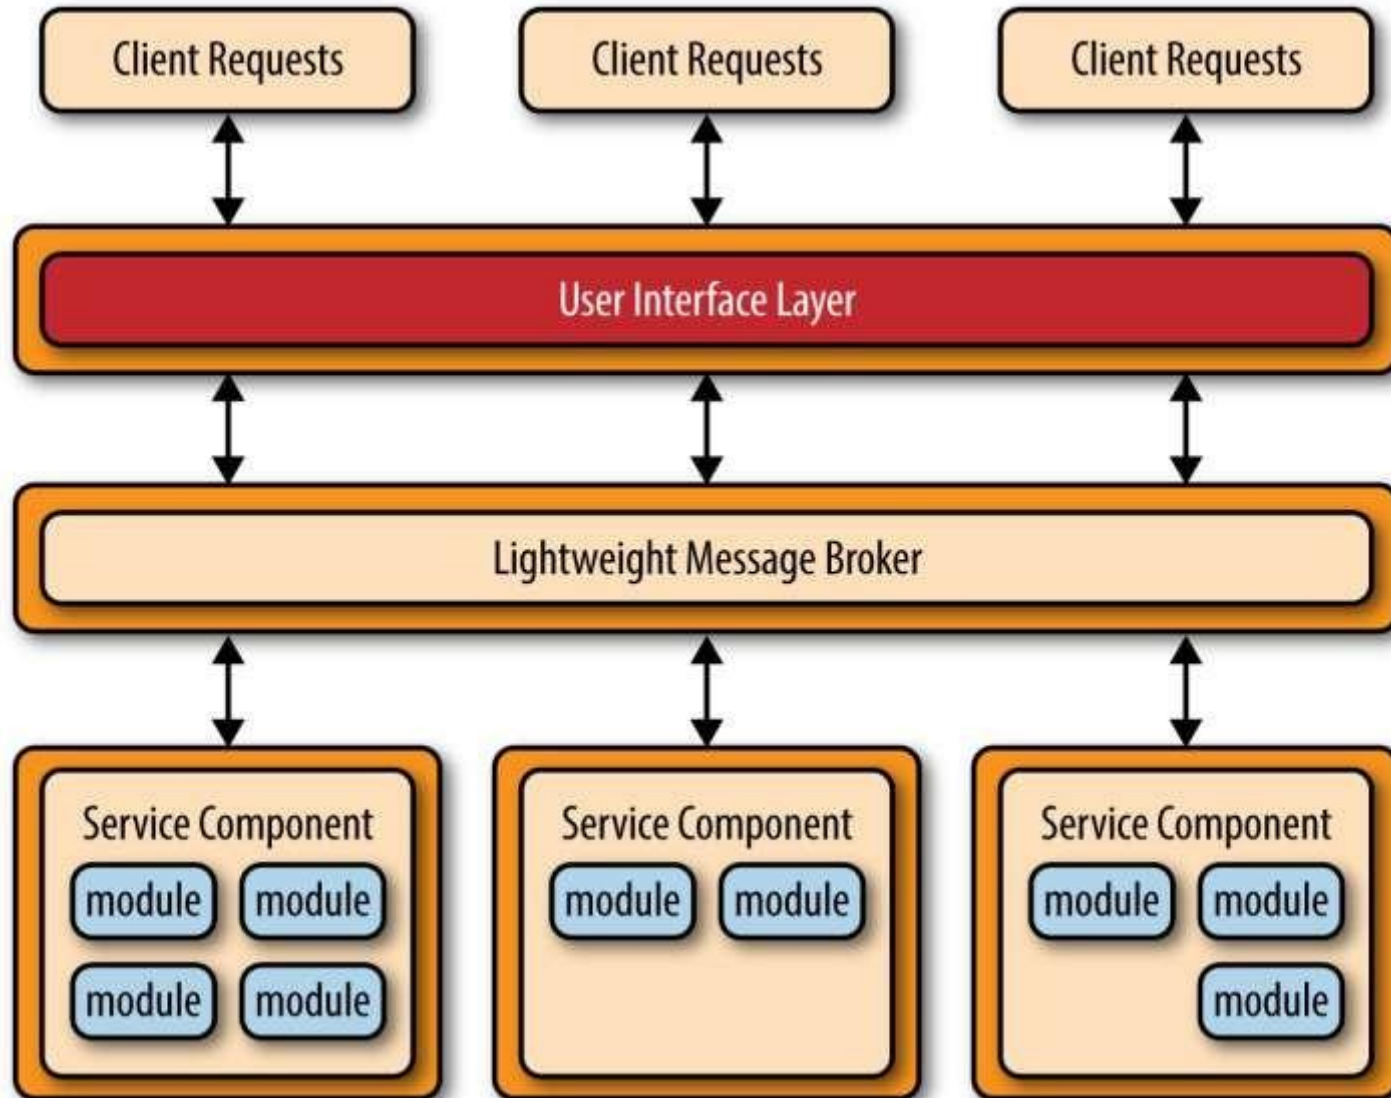 Client Requests
Client Requests
Client Requests
User Interface Layer
Lightweight Message Broker
Service Component
module
module
module
module
Service Component
module
module
Service Component
module
module
module